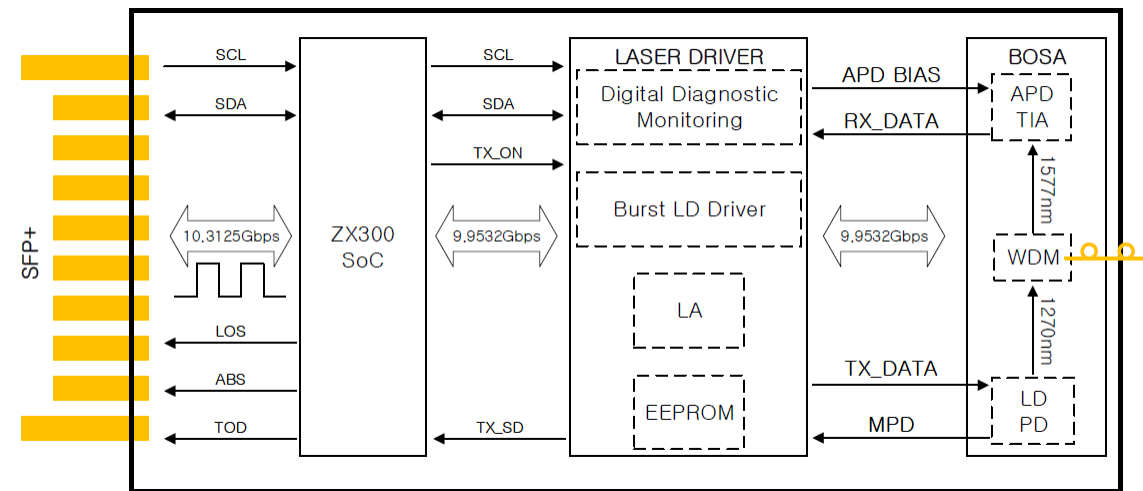 SFP+
SCL
SDA
10.3125Gbps
LOS
ABS
TOD
ZX300
SoC
SCL
SDA
TX_ON
9.9532Gbps
TX_SD
LASER DRIVER
Digital Diagnostic
Monitoring
Burst LD Driver
LA
EEPROM
APD BIAS
RX_DATA
9.9532Gbps
TX_DATA
MPD
BOSA
APD
TIA
1577nm
WDM
1270nm
LD
PD